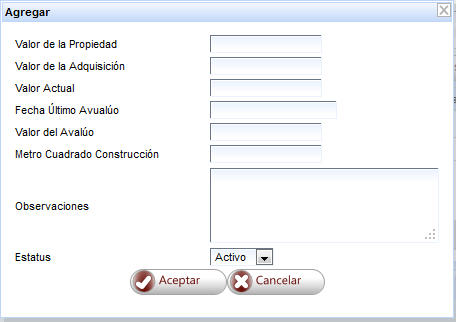 Agregar
Valor de la Propiedad
Valor de la Adquisición
Valor Actual
Fecha Último Avualúo
Valor del Avalúo
Metro Cuadrado Construcción
Observaciones
Estatus Activo
Aceptar Cancelar